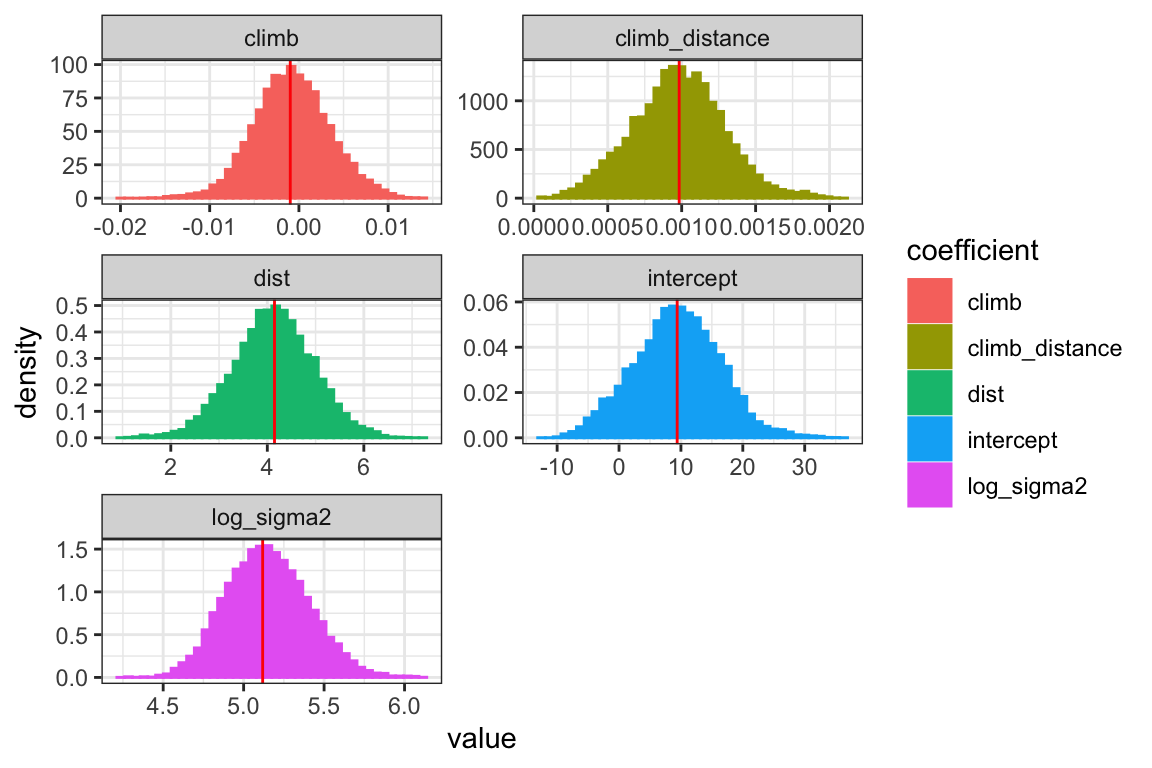 climb
climb_distance
100
75
50
25
0
-0.02 -0.01 0.00 0.01
1000
500
0
0.0000 0.0005 0.0010 0.0015 0.0020
dist
intercept
0.5
0.4
0.3
0.2
0.1
0.0
2 4 6
0.06
0.04
0.02
0.00
-10 0 10 20 30
log_sigma2
1.5
1.0
0.5
0.0
4.5 5.0 5.5 6.0
density
value
coefficient
climb
climb_distance
dist
intercept
log_sigma2